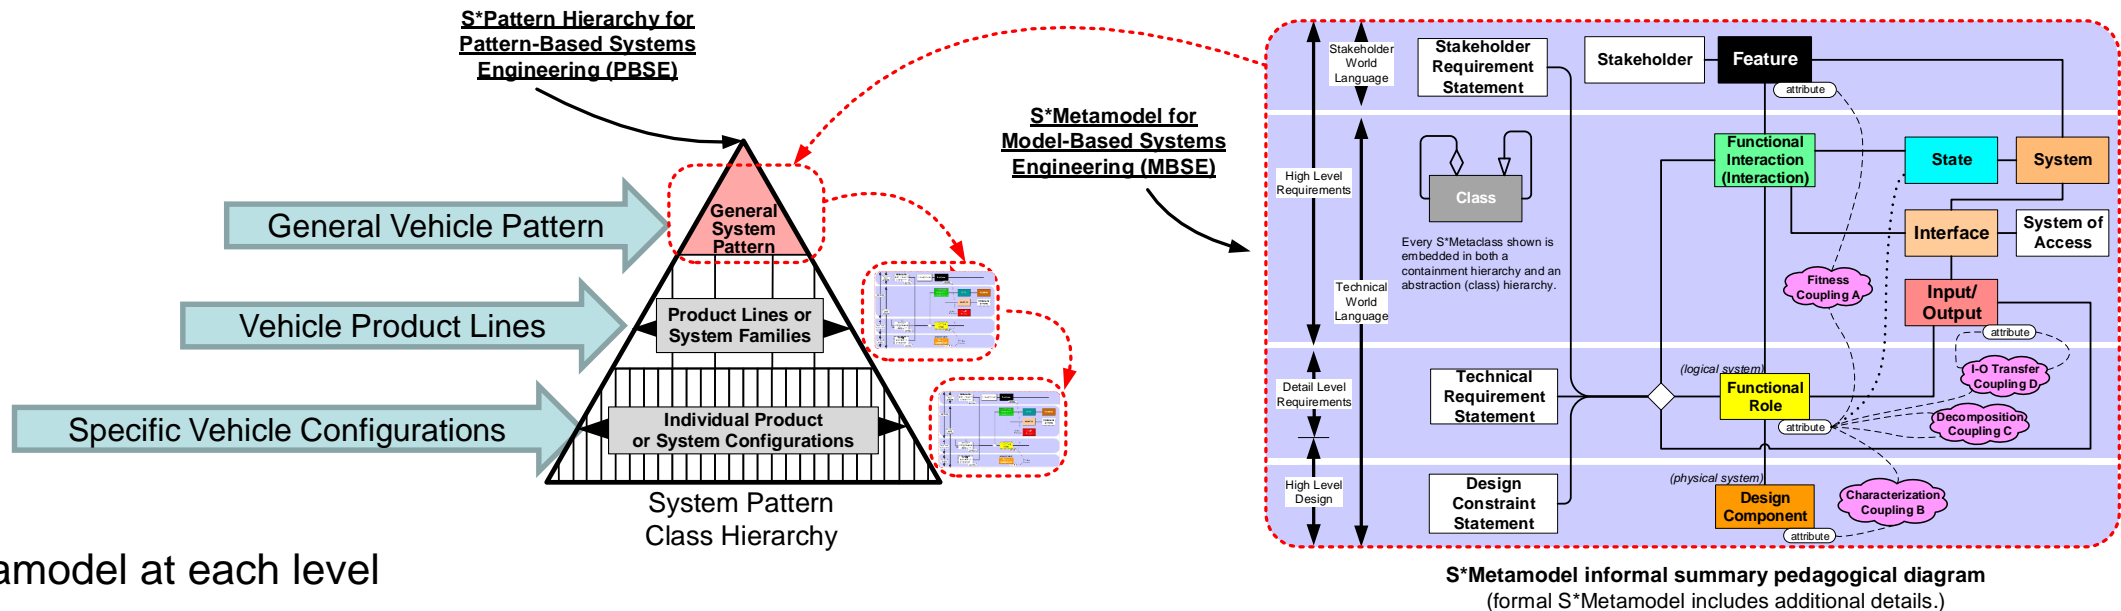 S*Pattern Hierarchy for
Pattern-Based Systems
Engineering (PBSE)
General Vehicle Pattern
Vehicle Product Lines
Specific Vehicle Configurations
General
System
Pattern
Product Lines or
System Families
Individual Product
or System Configurations
System Pattern
Class Hierarchy
amodel at each level
S*Metamodel for
Model-Based Systems
Engineering (MBSE)
Stakeholder
World
Language
High Level
Requirements
Technical
World
Language
Detail Level
Requirements
High Level
Design
Stakeholder
Requirement
Statement
Stakeholder
Feature
attribute
Class
Every S*Metaclass shown is
embedded in both a
containment hierarchy and an
abstraction (class) hierarchy.
Functional
Interaction
(Interaction)
State
System
Interface
System of
Access
Fitness
Coupling A
Input/
Output
attribute
I-O Transfer
Coupling D
Technical
Requirement
Statement
(logical system)
Functional
Role
attribute
Decomposition
Coupling C
Design
Constraint
Statement
(physical system)
Design
Component
attribute
Characterization
Coupling B
S*Metamodel informal summary pedagogical diagram
(formal S*Metamodel includes additional details.)